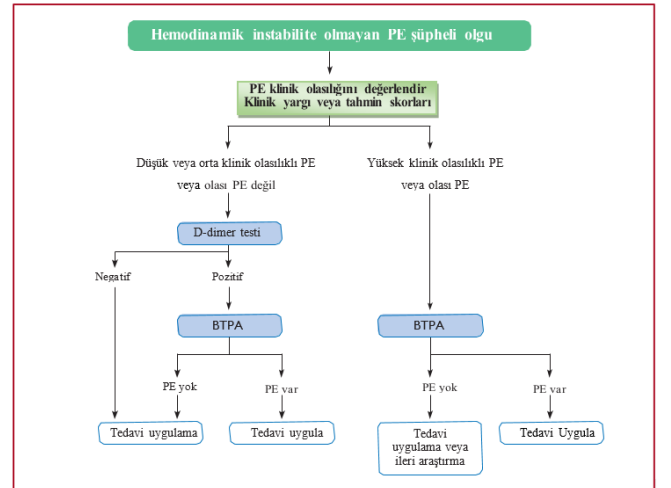 Hemodinamik instabilite olmayan PE şüpheli olgu
PE klinik olasılığını değerlendir
Klinik yargı veya tahmin skorları
Düşük veya orta klinik olasılıklı PE
veya olası PE değil
Yüksek klinik olasılıklı PE
veya olası PE
D-dimer testi
Negatif
Pozitif
BTPA
BTPA
PE yok
PE var
PE yok
PE var
Tedavi uygulama
Tedavi uygula
Tedavi
uygulama veya
ileri araştırma
Tedavi Uygula